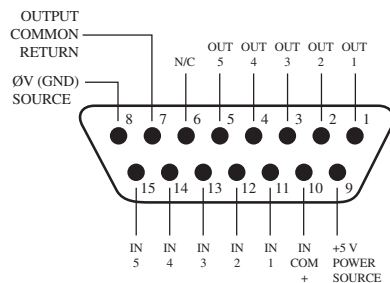 OUTPUT
COMMON
RETURN
ØV (GND)
SOURCE
N/C
OUT
5
OUT
4
OUT
3
OUT
2
OUT
1
8 7 6 5 4 3 2 1
15 14 13 12 11 10 9
IN
5
IN
4
IN
3
IN
2
IN
1
IN
COM
+
+5 V
POWER
SOURCE